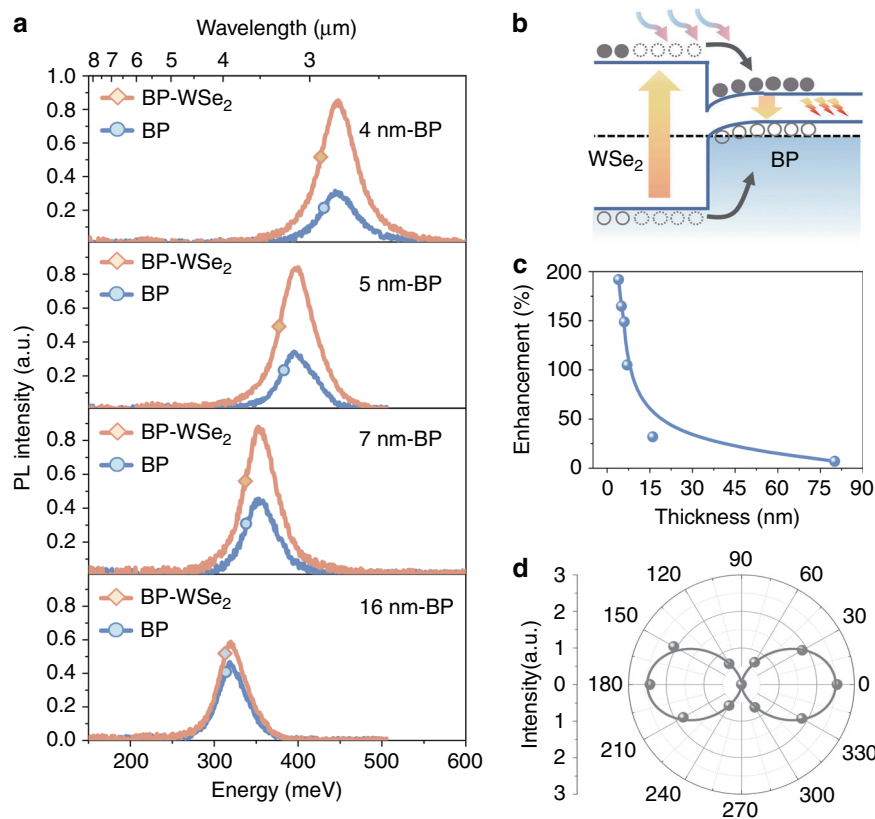 a
Wavelength (μm)
8 7 6 5 4 3
1.0
0.8
0.6
0.4
0.2
BP-WSe₂
BP
4 nm-BP
0.8
0.6
0.4
0.2
BP-WSe₂
BP
5 nm-BP
0.8
0.6
0.4
0.2
BP-WSe₂
BP
7 nm-BP
0.8
0.6
0.4
0.2
0.0
BP-WSe₂
BP
16 nm-BP
PL intensity (a.u.)
200 300 400 500 600
Energy (meV)
b
WSe₂
BP
c
200
150
100
50
0
Enhancement (%)
0 15 30 45 60 75 90
Thickness (nm)
d
3
2
1
0
1
2
3
Intensity(a.u.)
90
120 60
150 30
180 0
210 330
240 300
270